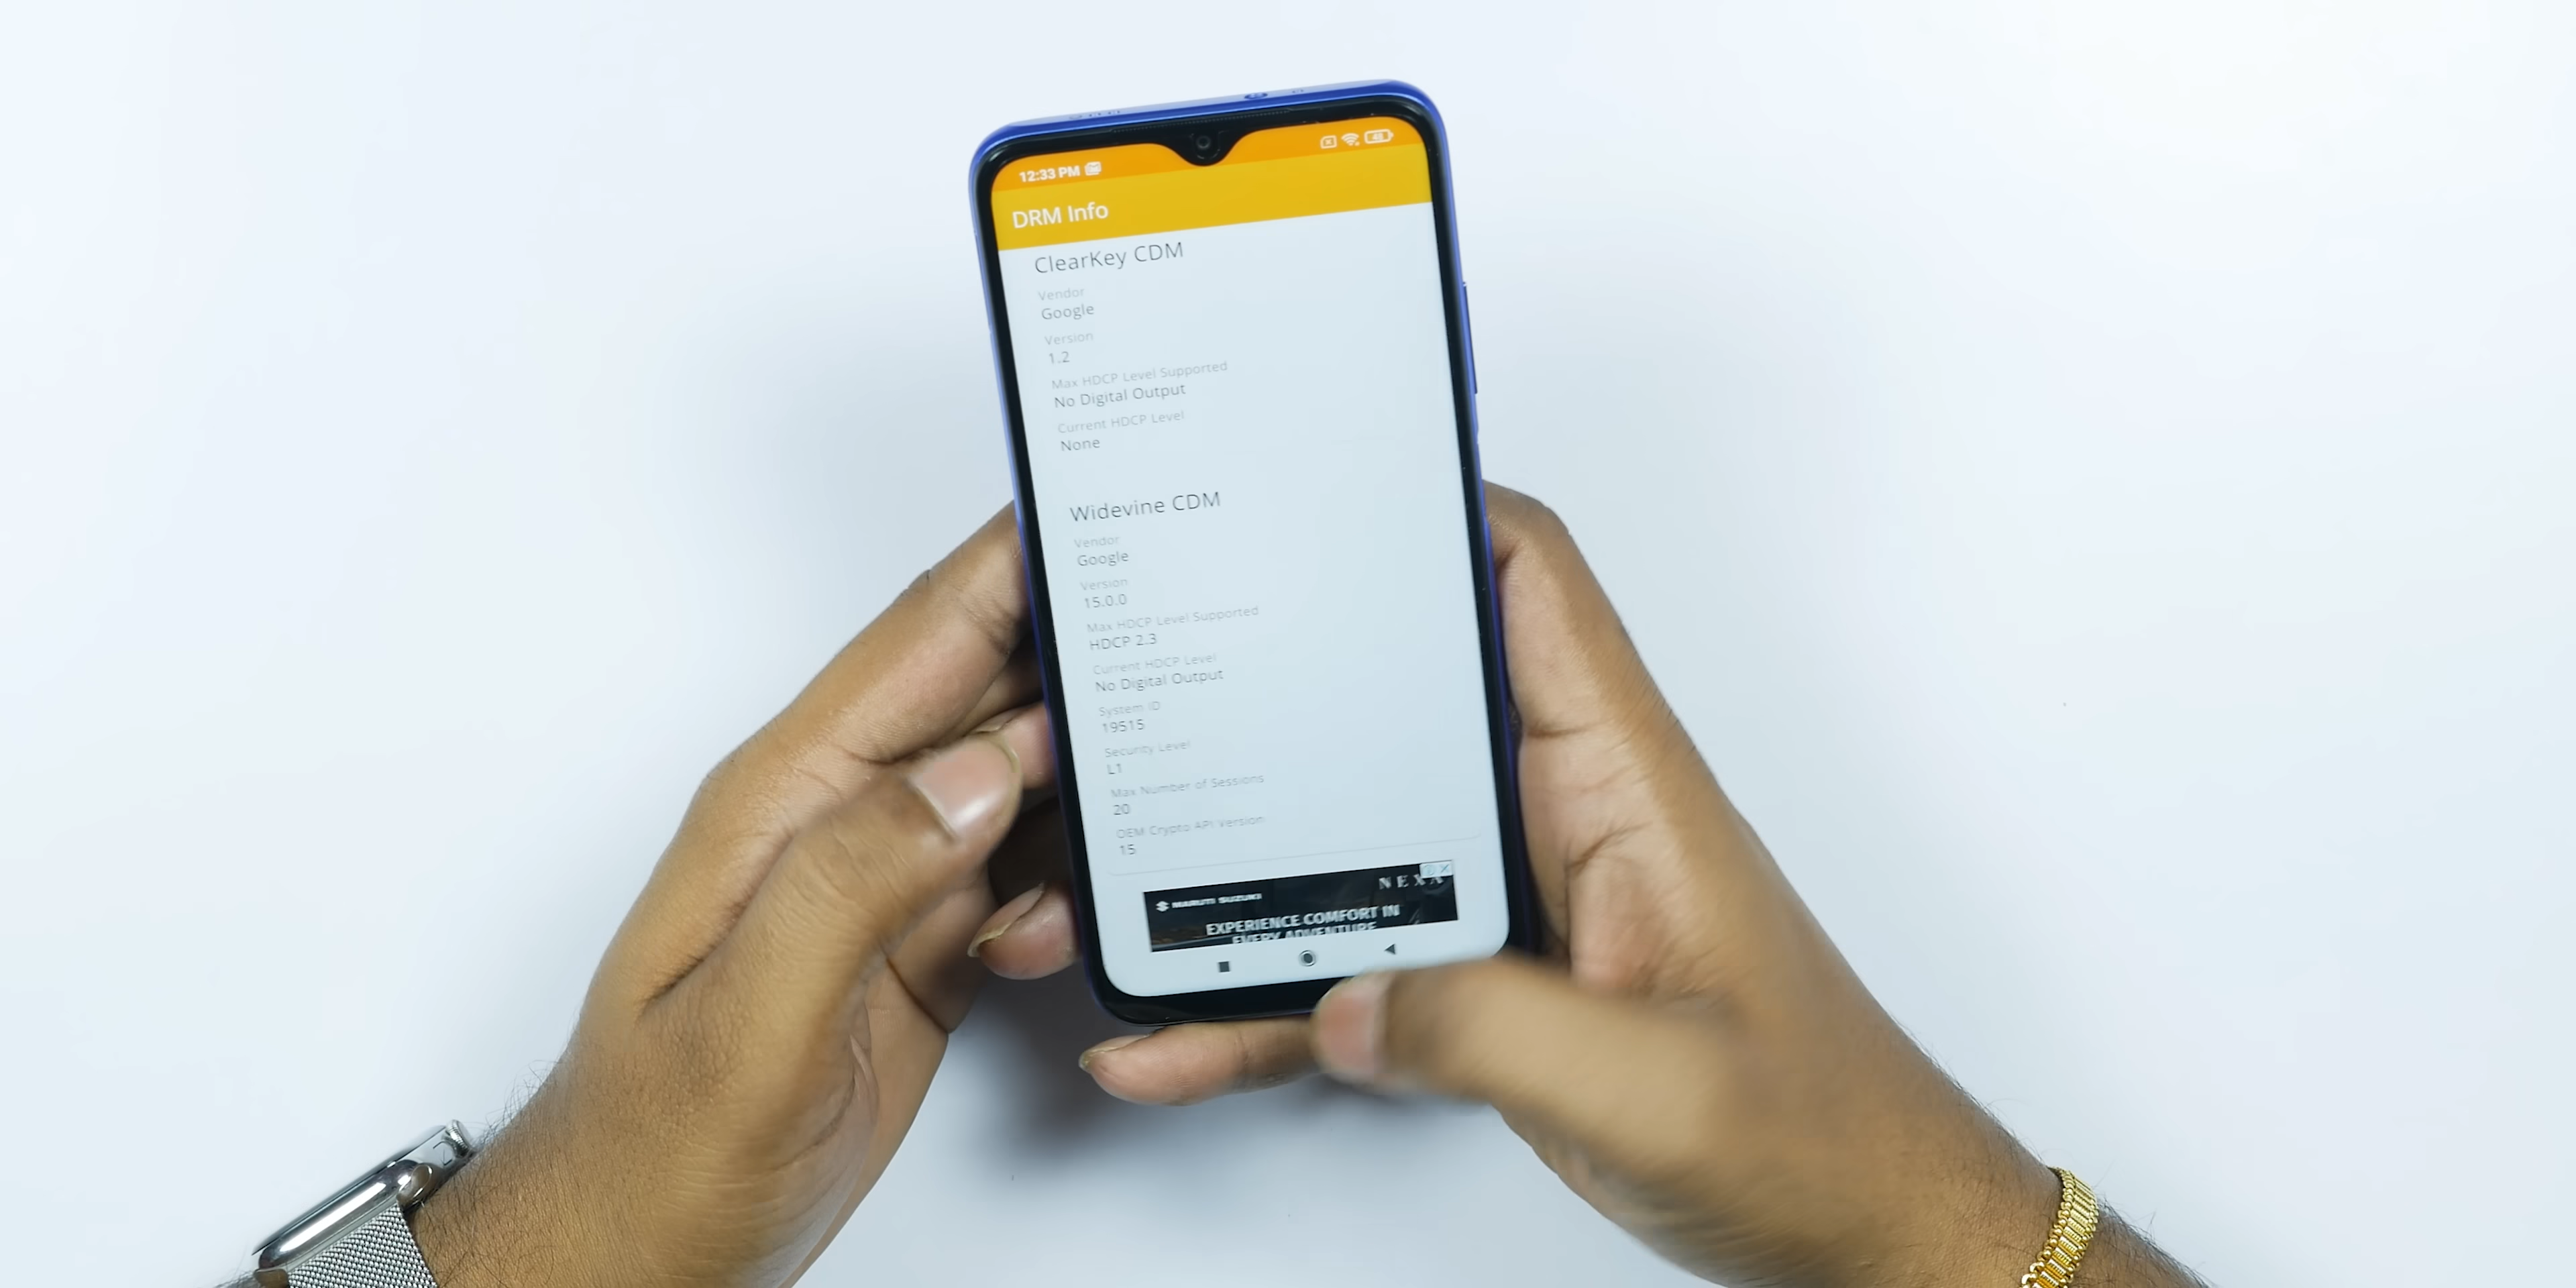 12:33 PM
48
DRM Info
ClearKey CDM
Vendor
Google
Version
1.2
Max HDCP Level Supported
No Digital Output
Current HDCP Level
None
Widevine CDM
Vendor
Google
Version
15.0.0
Max HDCP Level Supported
HDCP 2.3
Current HDCP Level
No Digital Output
System ID
19515
Security Level
L1
Max Number of Sessions
20
OEM Crypto API Version
15
MARUTI SUZUKI
NEXA
EXPERIENCE COMFORT IN
EVERY ADVENTURE